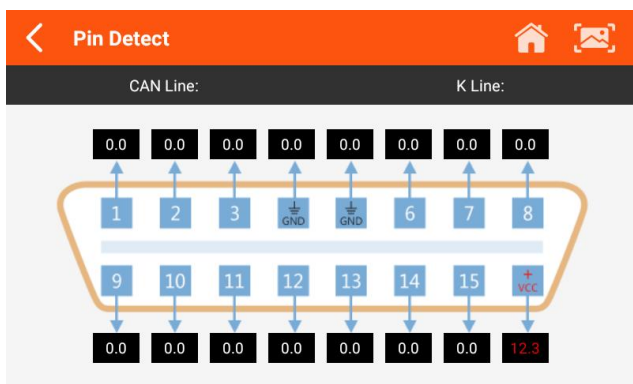 Pin Detect
CAN Line: K Line:
0.0 0.0 0.0 0.0 0.0 0.0 0.0 0.0
1 2 3 GND GND 6 7 8
9 10 11 12 13 14 15 + VCC
0.0 0.0 0.0 0.0 0.0 0.0 0.0 12.3